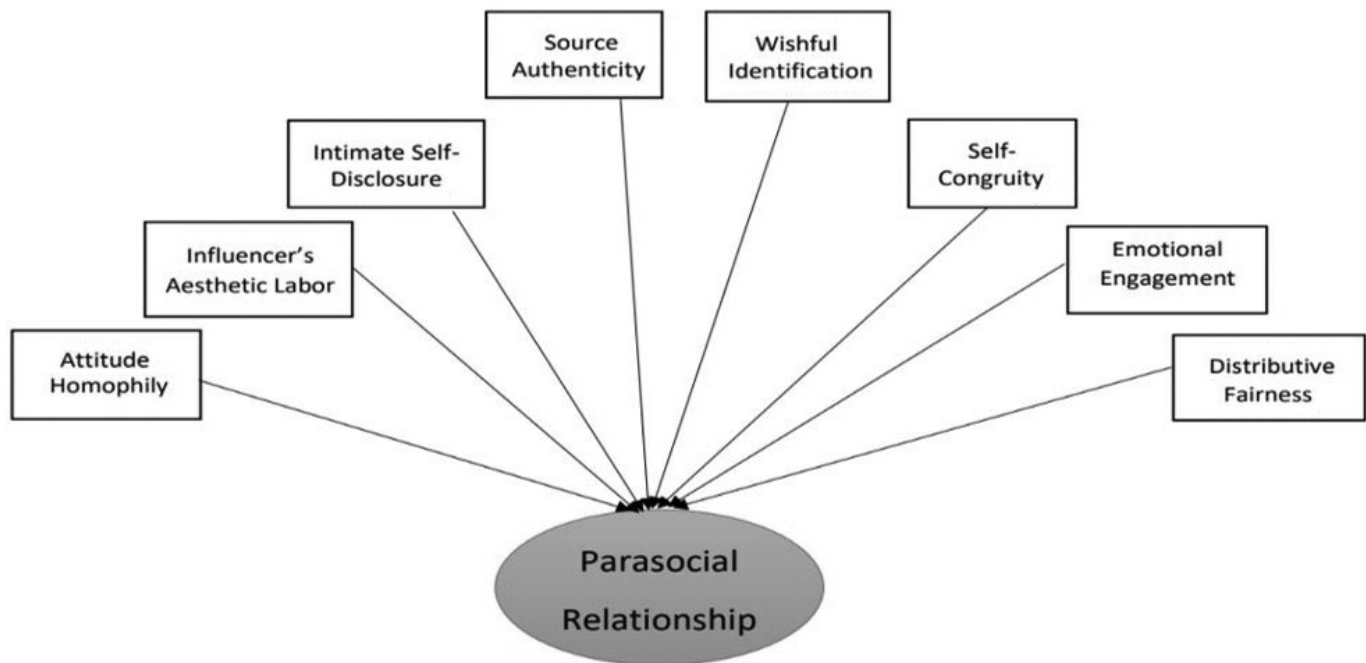 Source
Authenticity
Wishful
Identification
Intimate Self-
Disclosure
Self-
Congruity
Influencer’s
Aesthetic Labor
Emotional
Engagement
Attitude
Homophily
Distributive
Fairness
Parasocial
Relationship